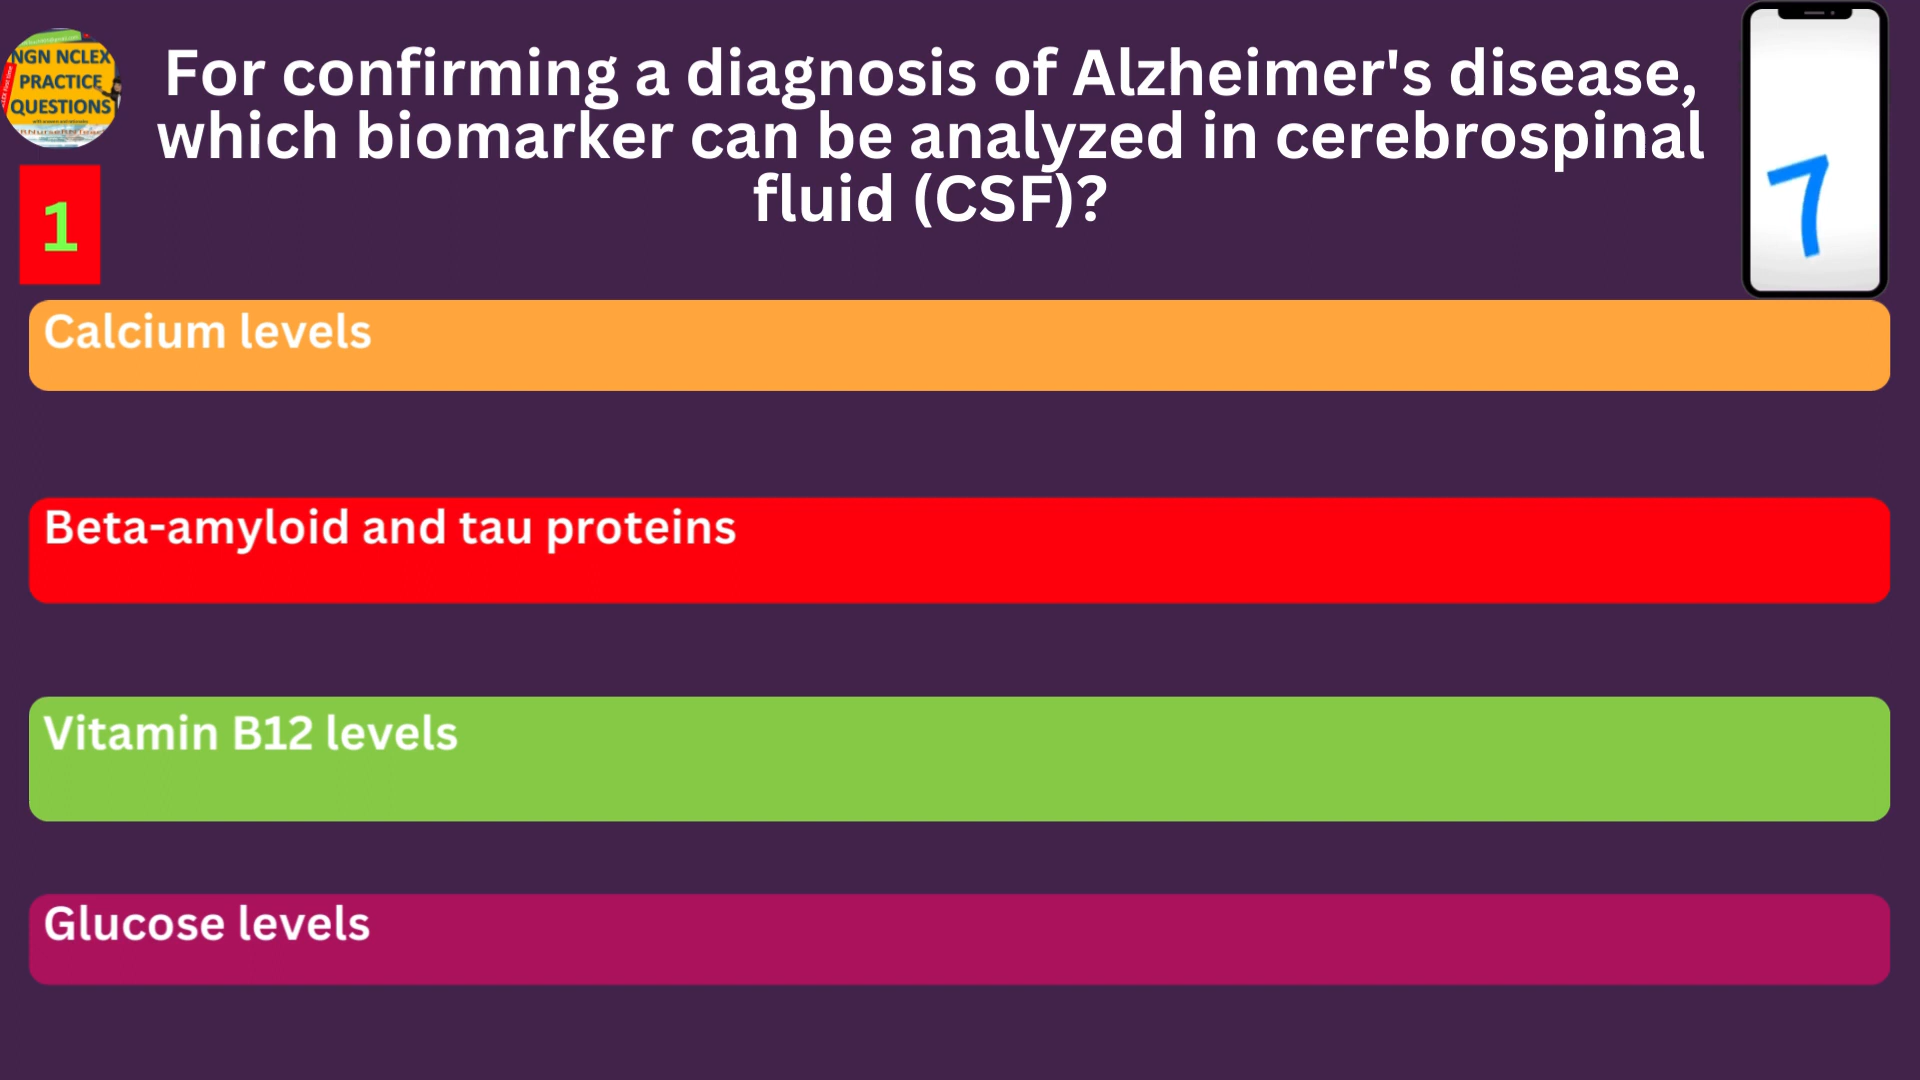 NGN NCLEX
PRACTICE
QUESTIONS
For confirming a diagnosis of Alzheimer's disease,
which biomarker can be analyzed in cerebrospinal
fluid (CSF)?
1
7
Calcium levels
Beta-amyloid and tau proteins
Vitamin B12 levels
Glucose levels